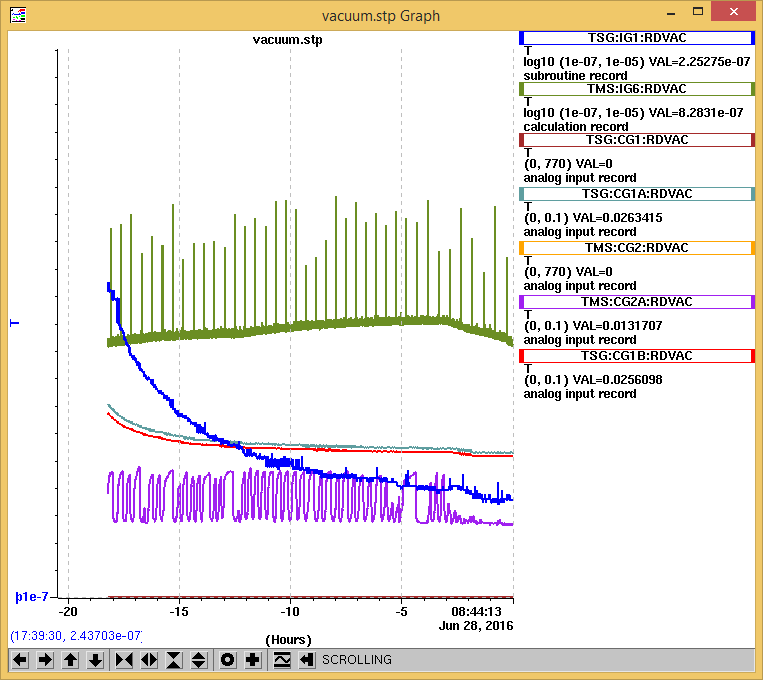 vacuum.stp Graph
vacuum.stp
TSG:IG1:RDVAC
T
log10 (1e-07, 1e-05) VAL=2.25275e-07
subroutine record
TMS:IG6:RDVAC
T
log10 (1e-07, 1e-05) VAL=8.2831e-07
calculation record
TSG:CG1:RDVAC
T
(0, 770) VAL=0
analog input record
TSG:CG1A:RDVAC
T
(0, 0.1) VAL=0.0263415
analog input record
TMS:CG2:RDVAC
T
(0, 770) VAL=0
analog input record
TMS:CG2A:RDVAC
T
(0, 0.1) VAL=0.0131707
analog input record
TSG:CG1B:RDVAC
T
(0, 0.1) VAL=0.0256098
analog input record
T
1e-7
-20 -15 -10 -5 08:44:13
Jun 28, 2016
(17:39:30, 2.43703e-07)
(Hours)
SCROLLING